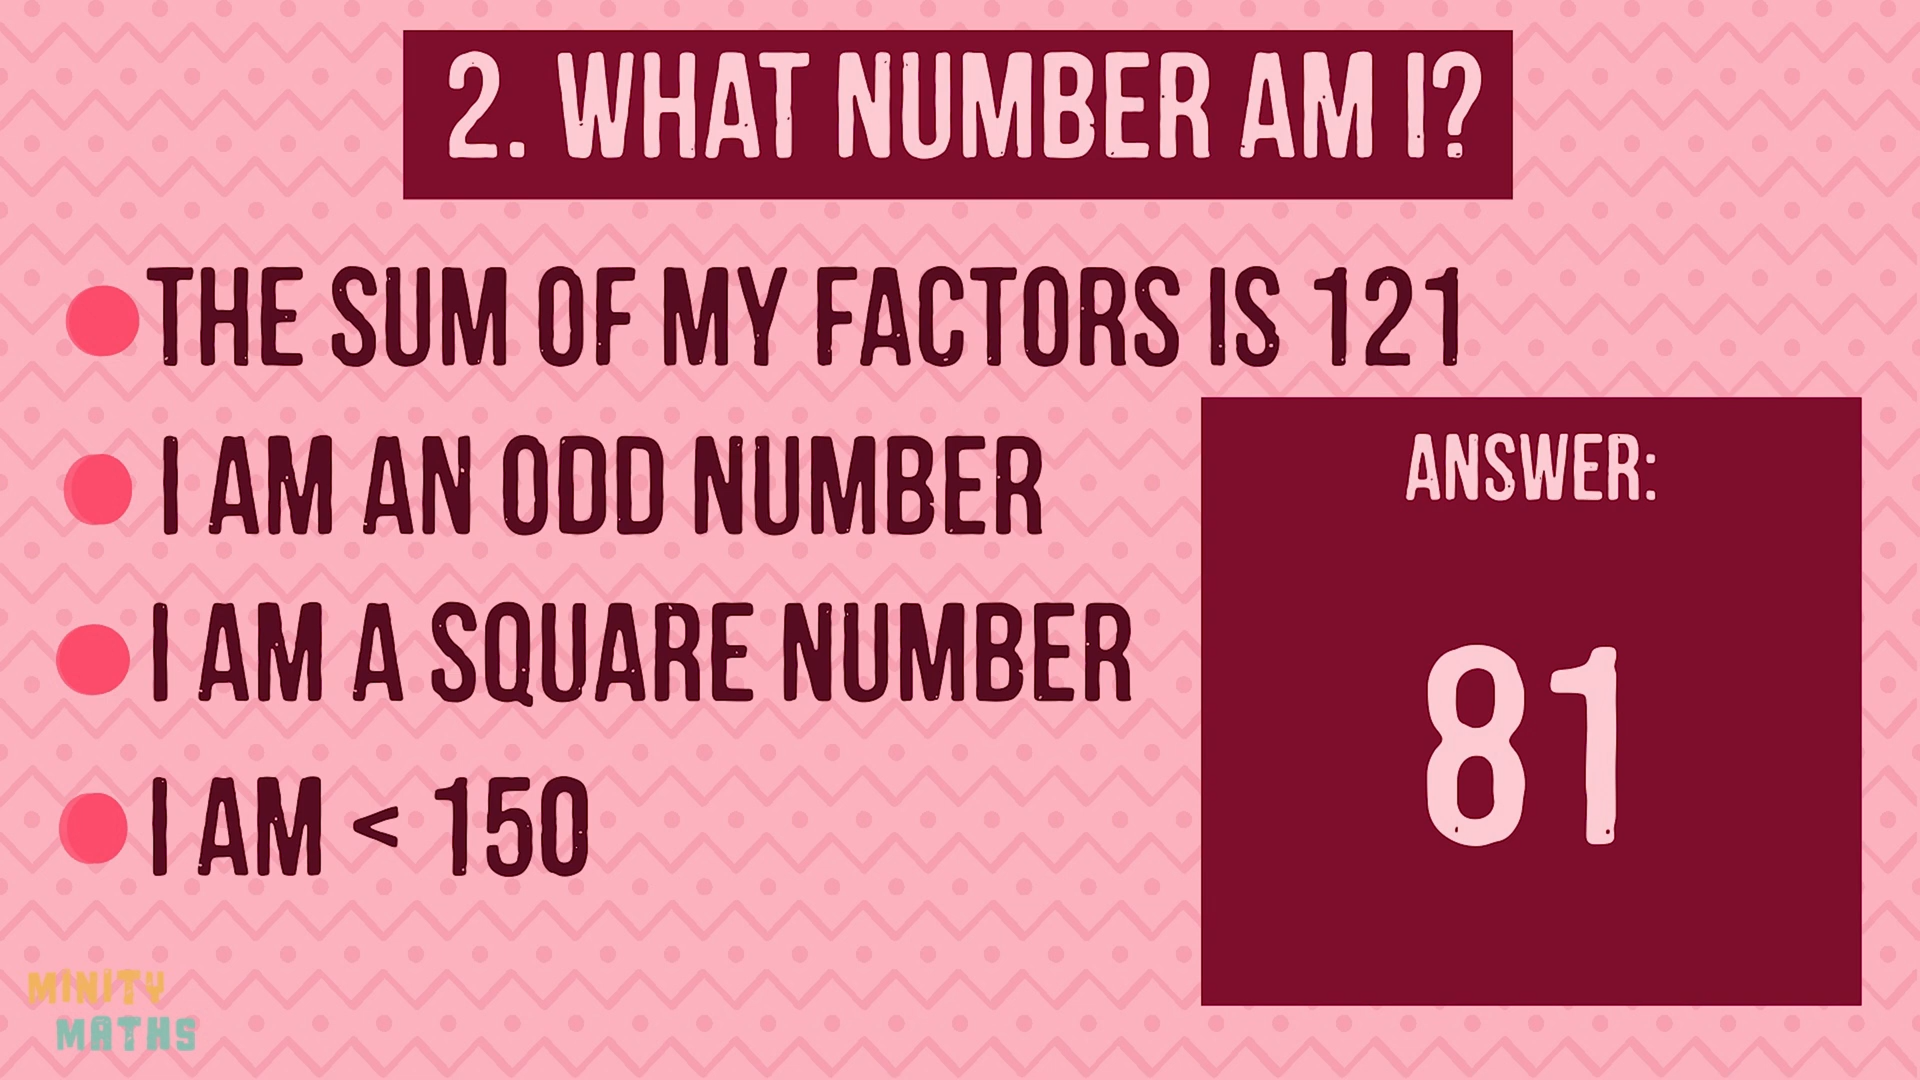 2. WHAT NUMBER AM I?
THE SUM OF MY FACTORS IS 121
I AM AN ODD NUMBER
I AM A SQUARE NUMBER
I AM < 150
ANSWER:
81
MINITY
MATHS